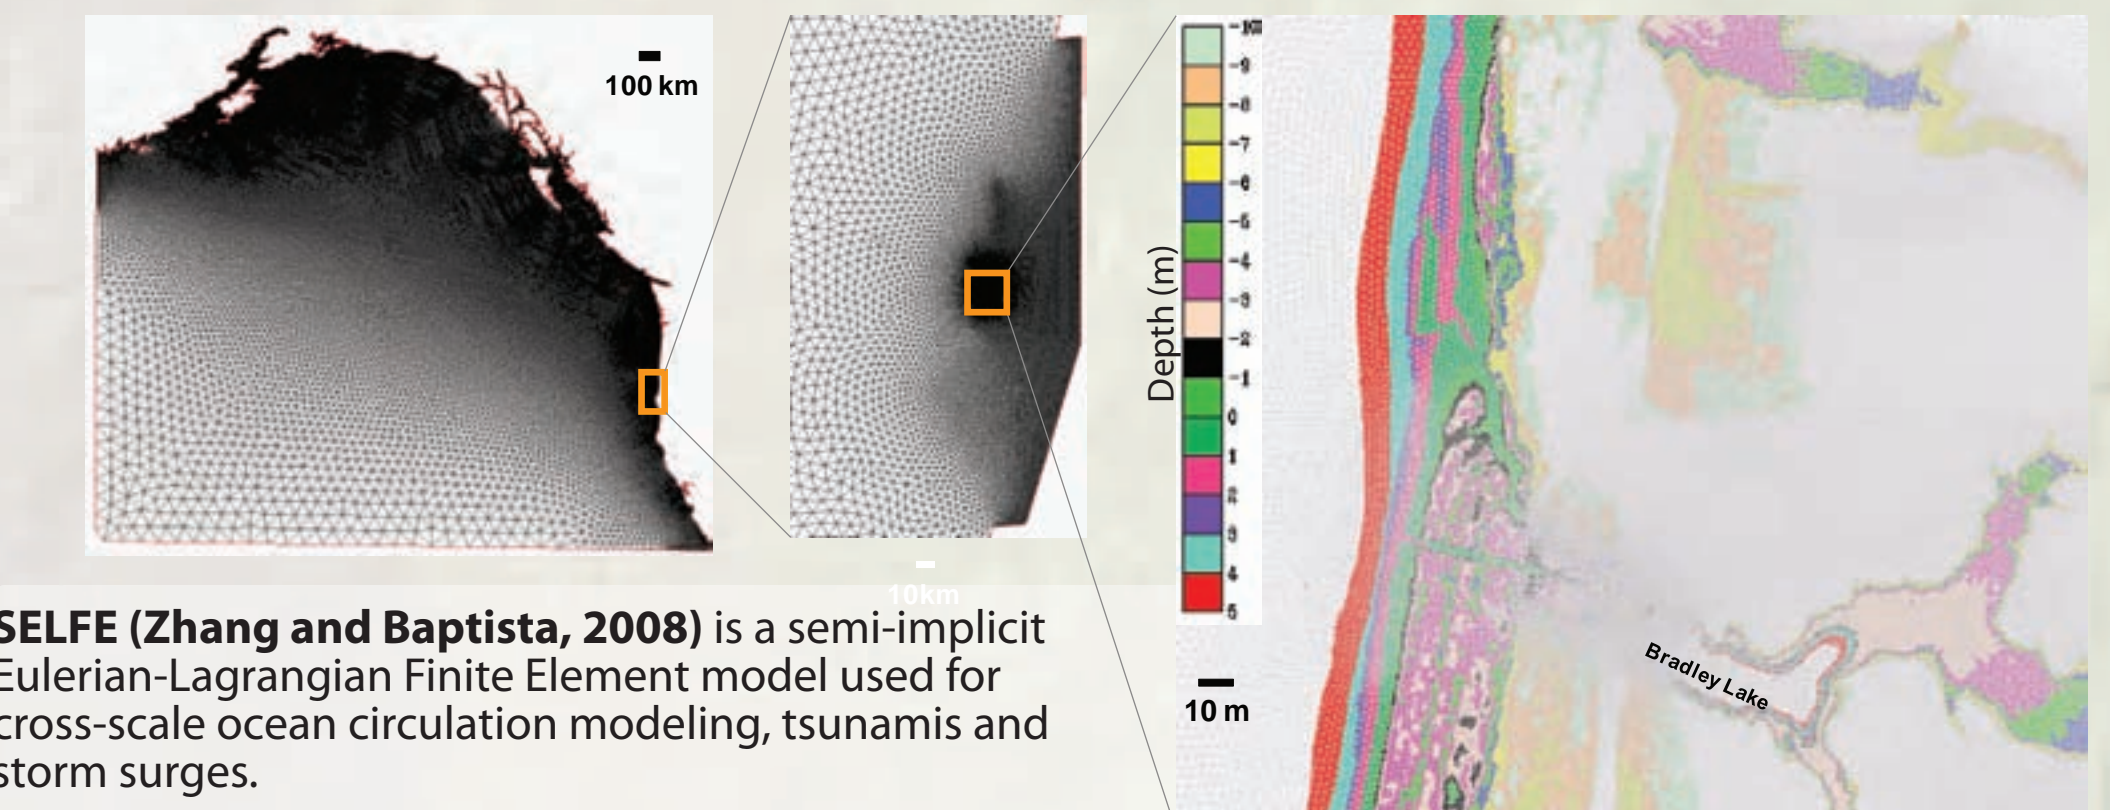 100 km
10km
Depth (m)
-10
-9
-8
-7
-6
-5
-4
-3
-2
-1
0
1
2
3
4
5
10 m
Bradley Lake
SELFE (Zhang and Baptista, 2008) is a semi-implicit
Eulerian-Lagrangian Finite Element model used for
cross-scale ocean circulation modeling, tsunamis and
storm surges.